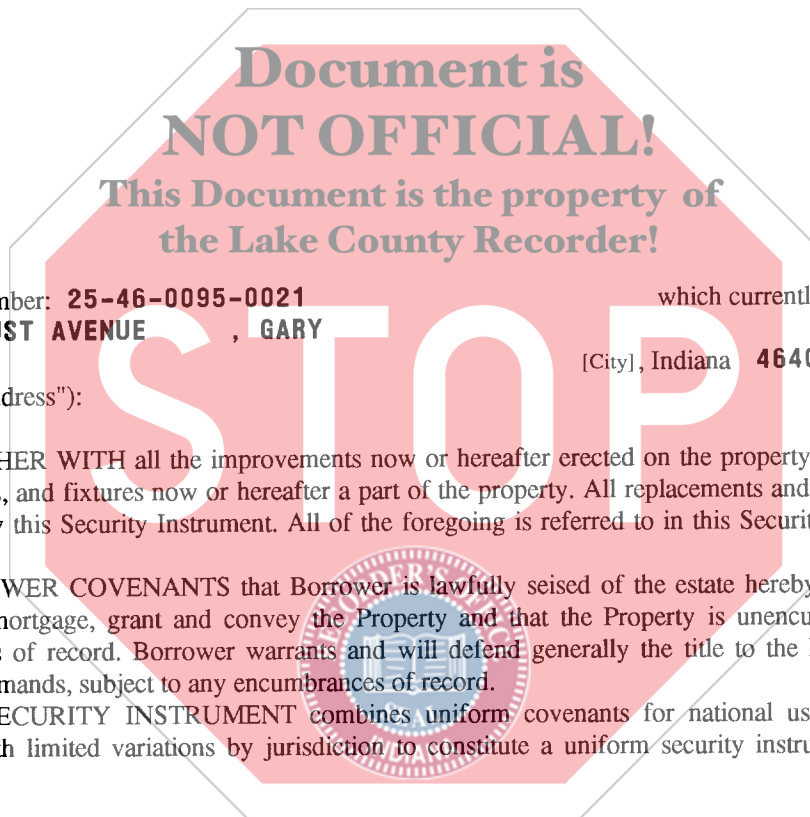 Document is
NOT OFFICIAL!
This Document is the property of
the Lake County Recorder!
mber: 25-46-0095-0021 which currentl
ST AVENUE , GARY
[City], Indiana 4640
dress"):
STOP
HER WITH all the improvements now or hereafter erected on the property
, and fixtures now or hereafter a part of the property. All replacements and
this Security Instrument. All of the foregoing is referred to in this Securit
WER COVENANTS that Borrower is lawfully seised of the estate hereby
mortgage, grant and convey the Property and that the Property is unencu
of record. Borrower warrants and will defend generally the title to the
mands, subject to any encumbrances of record.
ECURITY INSTRUMENT combines uniform covenants for national us
h limited variations by jurisdiction to constitute a uniform security instru
SEAL